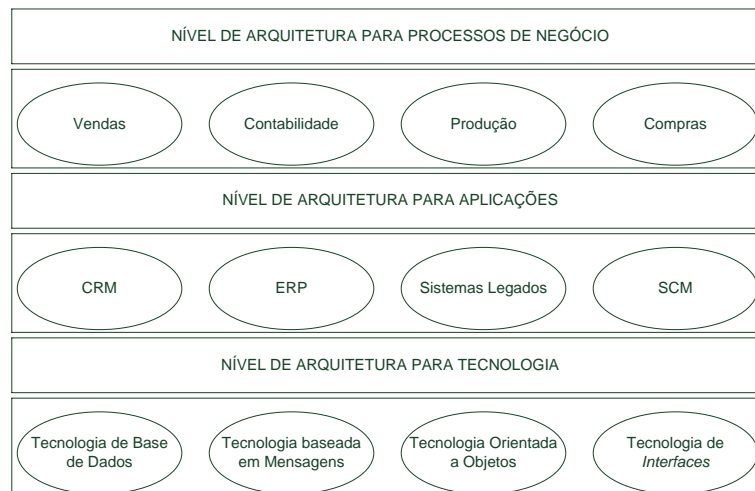 NÍVEL DE ARQUITETURA PARA PROCESSOS DE NEGÓCIO
Vendas
Contabilidade
Produção
Compras
NÍVEL DE ARQUITETURA PARA APLICAÇÕES
CRM
ERP
Sistemas Legados
SCM
NÍVEL DE ARQUITETURA PARA TECNOLOGIA
Tecnologia de Base
de Dados
Tecnologia baseada
em Mensagens
Tecnologia Orientada
a Objetos
Tecnologia de
Interfaces